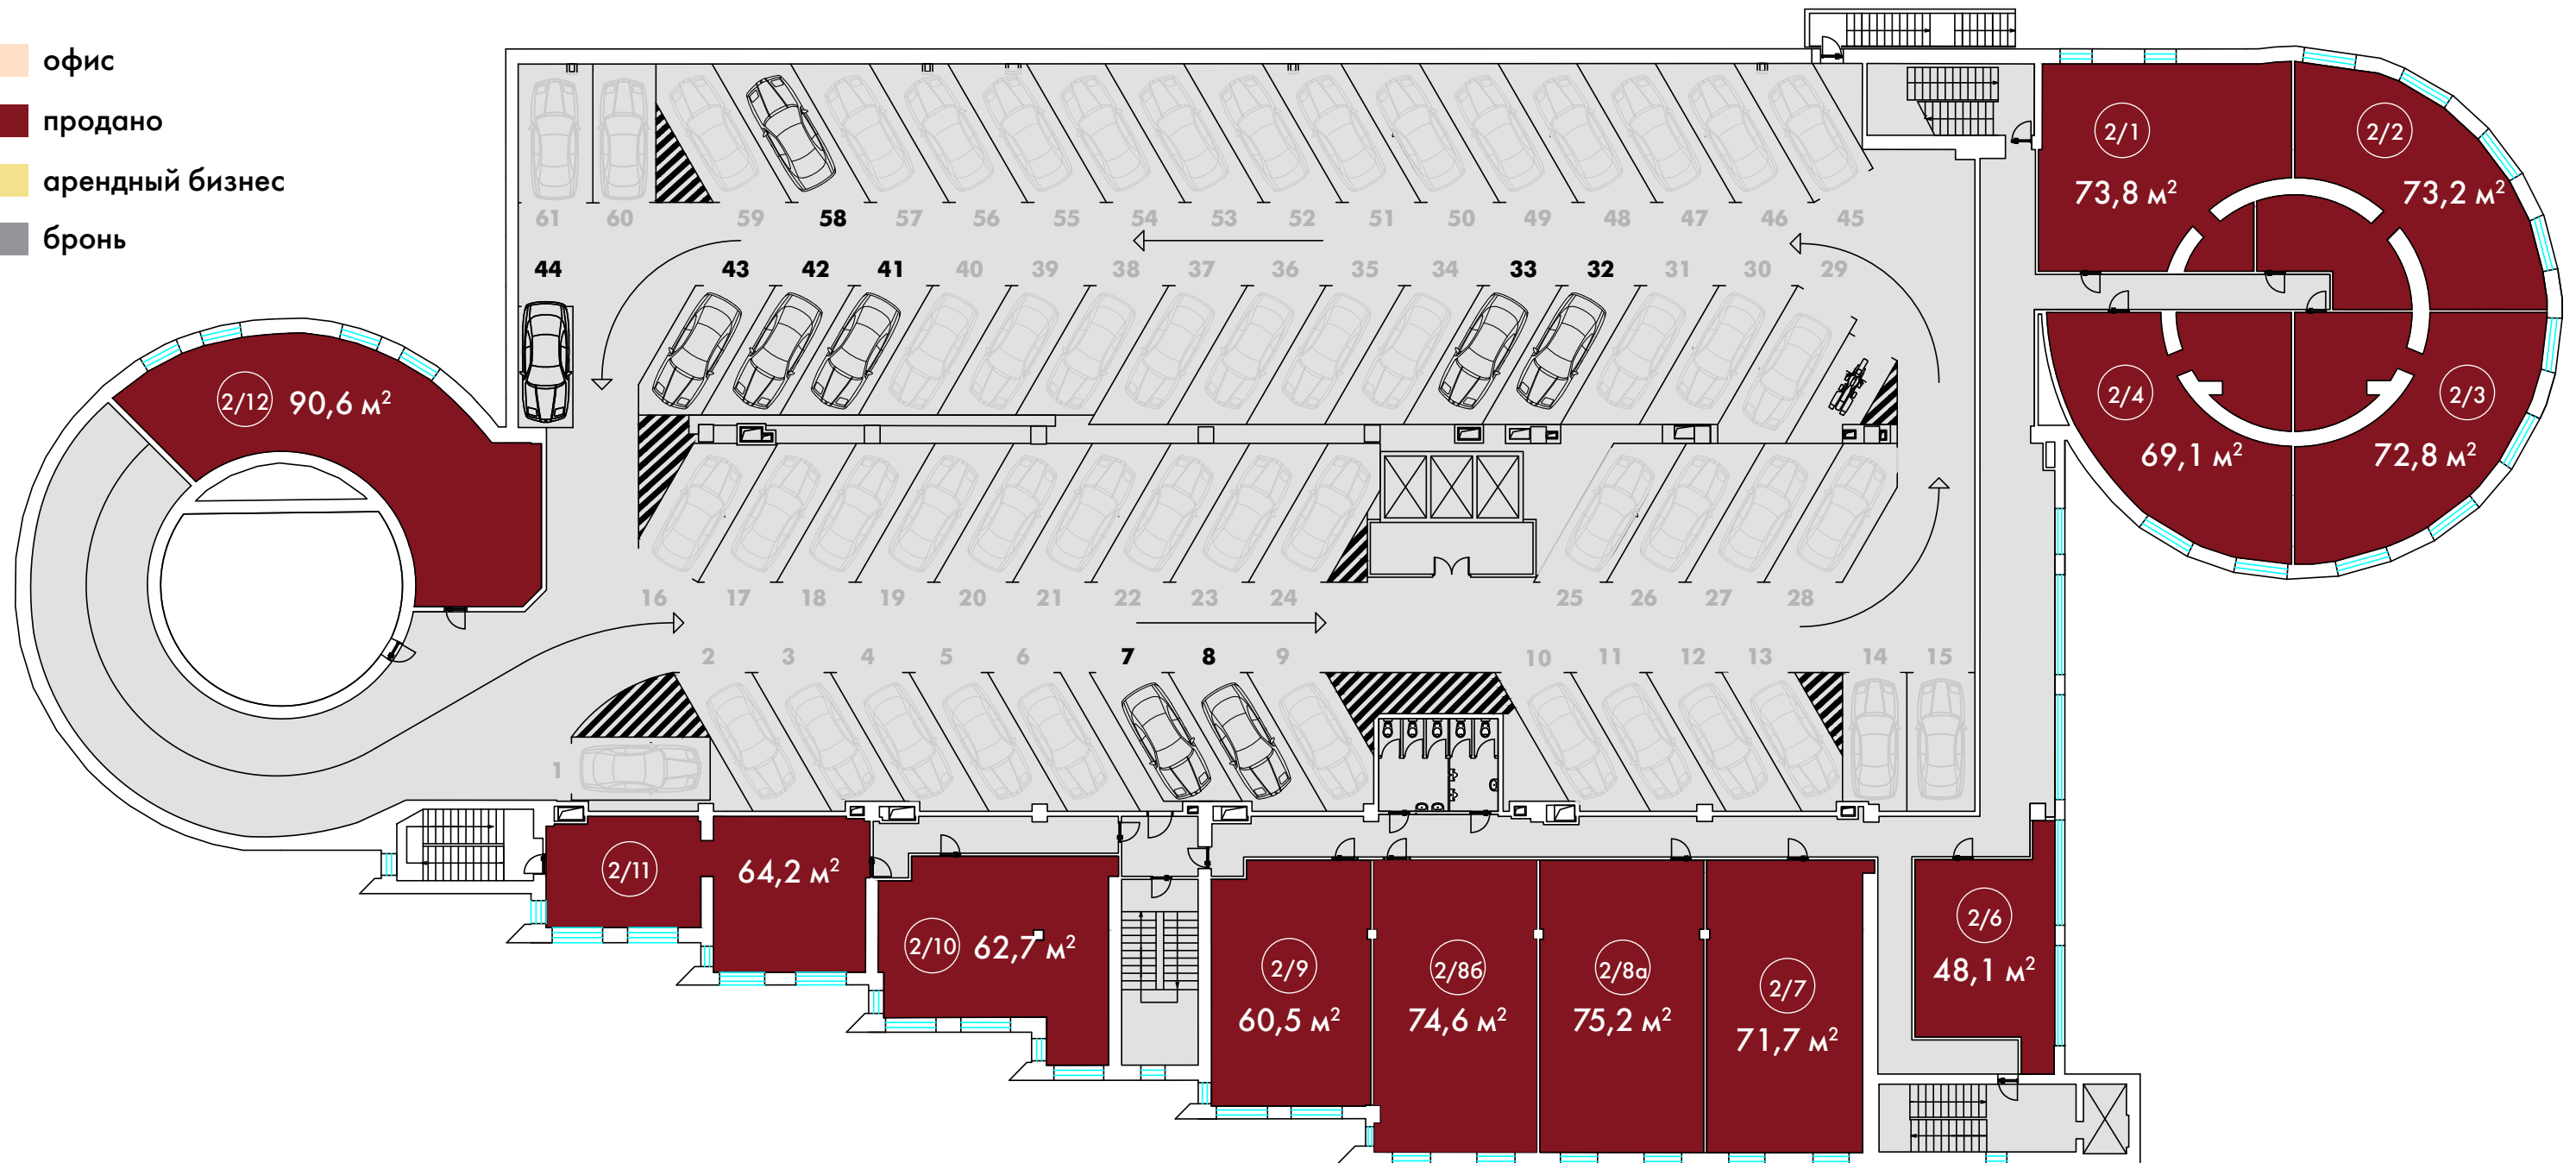 офис
продано
арендный бизнес
бронь
61 60 59 58 57 56 55 54 53 52 51 50 49 48 47 46 45
44 43 42 41 40 39 38 37 36 35 34 33 32 31 30 29
16 17 18 19 20 21 22 23 24 25 26 27 28
2 3 4 5 6 7 8 9 10 11 12 13 14 15
1
2/1
73,8 м²
2/2
73,2 м²
2/4
69,1 м²
2/3
72,8 м²
2/12 90,6 м²
2/11 64,2 м²
2/10 62,7 м²
2/9
60,5 м²
2/8б
74,6 м²
2/8а
75,2 м²
2/7
71,7 м²
2/6
48,1 м²